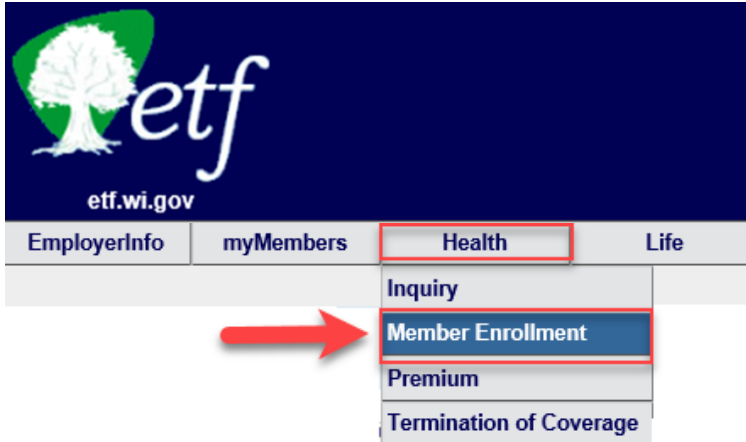 etf
etf.wi.gov
EmployerInfo myMembers Health Life
Inquiry
Member Enrollment
Premium
Termination of Coverage